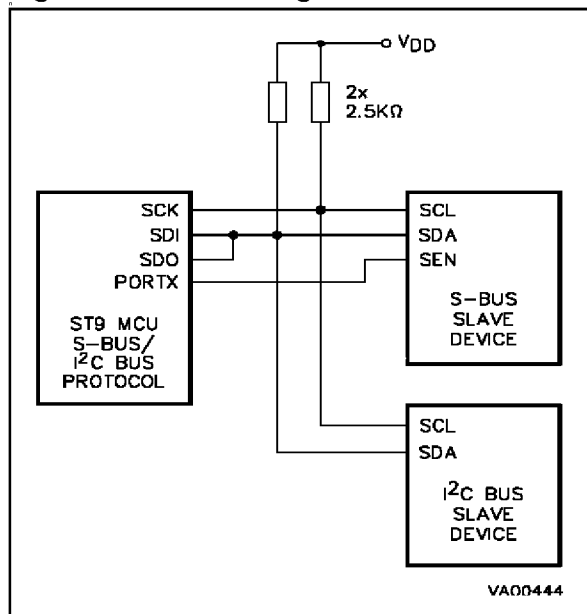 VDD
2x
2.5KΩ
SCK
SDI
SDO
PORTX
ST9 MCU
S-BUS/
I²C BUS
PROTOCOL
SCL
SDA
SEN
S-BUS
SLAVE
DEVICE
SCL
SDA
I²C BUS
SLAVE
DEVICE
VA00444